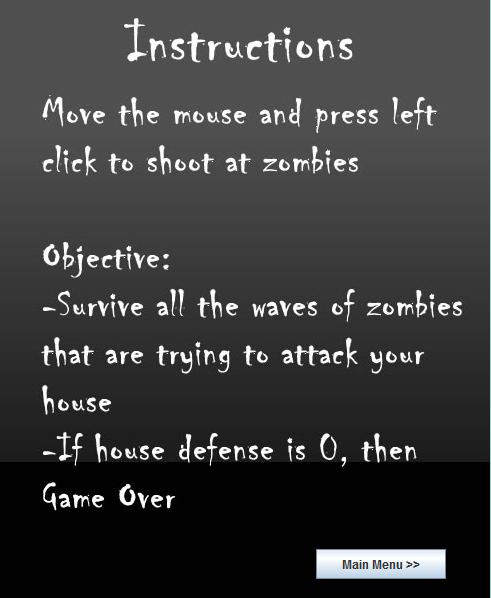 Instructions
Move the mouse and press left
click to shoot at zombies
Objective:
-Survive all the waves of zombies
that are trying to attack your
house
-If house defense is 0, then
Game Over
Main Menu >>